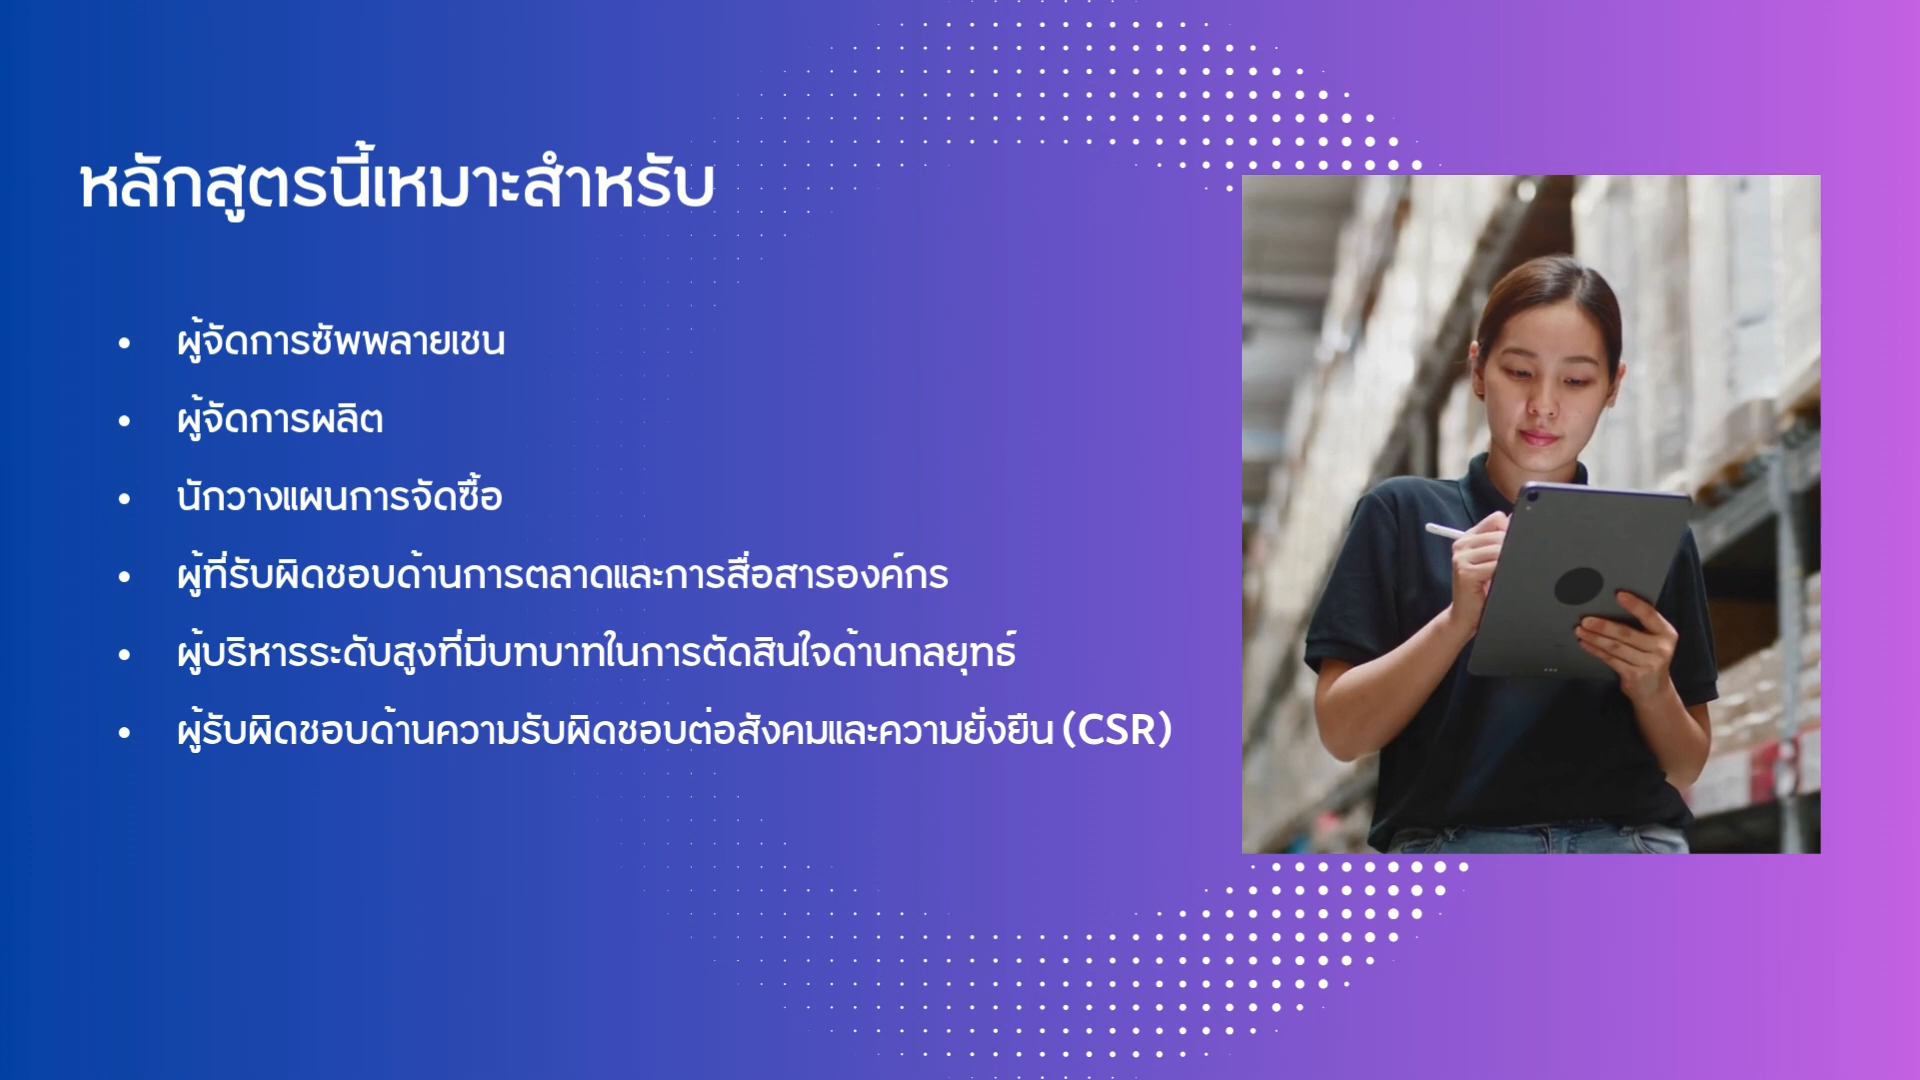 หลักสูตรนี้เหมาะสำหรับ
• ผู้จัดการซัพพลายเชน
• ผู้จัดการผลิต
• นักวางแผนการจัดซื้อ
• ผู้ที่รับผิดชอบด้านการตลาดและการสื่อสารองค์กร
• ผู้บริหารระดับสูงที่มีบทบาทในการตัดสินใจด้านกลยุทธ์
• ผู้รับผิดชอบด้านความรับผิดชอบต่อสังคมและความยั่งยืน (CSR)